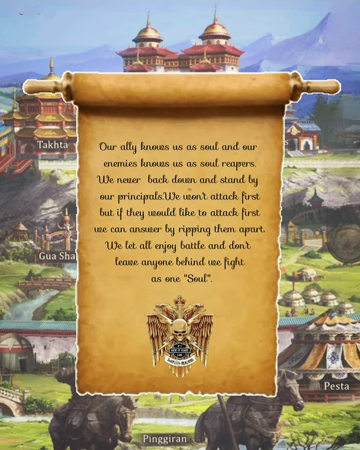 Takhta
Our ally knows us as soul and our
enemies knows us as soul reapers.
We never back down and stand by
our principals.We won't attack first
but if they would like to attack first
we can answer by ripping them apart.
We let all enjoy battle and don't
leave anyone behind we fight
as one "Soul".
Gua Sha
Pesta
Pinggiran